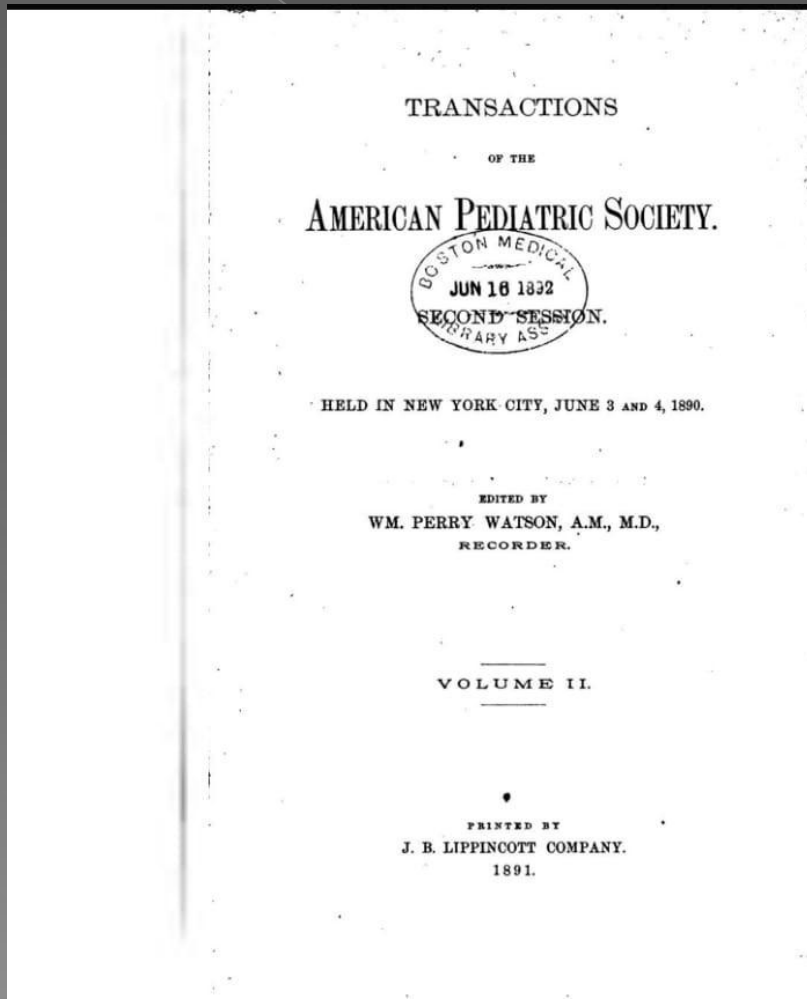 TRANSACTIONS
OF THE
AMERICAN PEDIATRIC SOCIETY.
BOSTON MEDICAL
JUN 16 1892
LIBRARY ASS
SECOND SESSION.
HELD IN NEW YORK CITY, JUNE 3 AND 4, 1890.
EDITED BY
WM. PERRY WATSON, A.M., M.D.,
RECORDER.
VOLUME II.
PRINTED BY
J. B. LIPPINCOTT COMPANY.
1891.